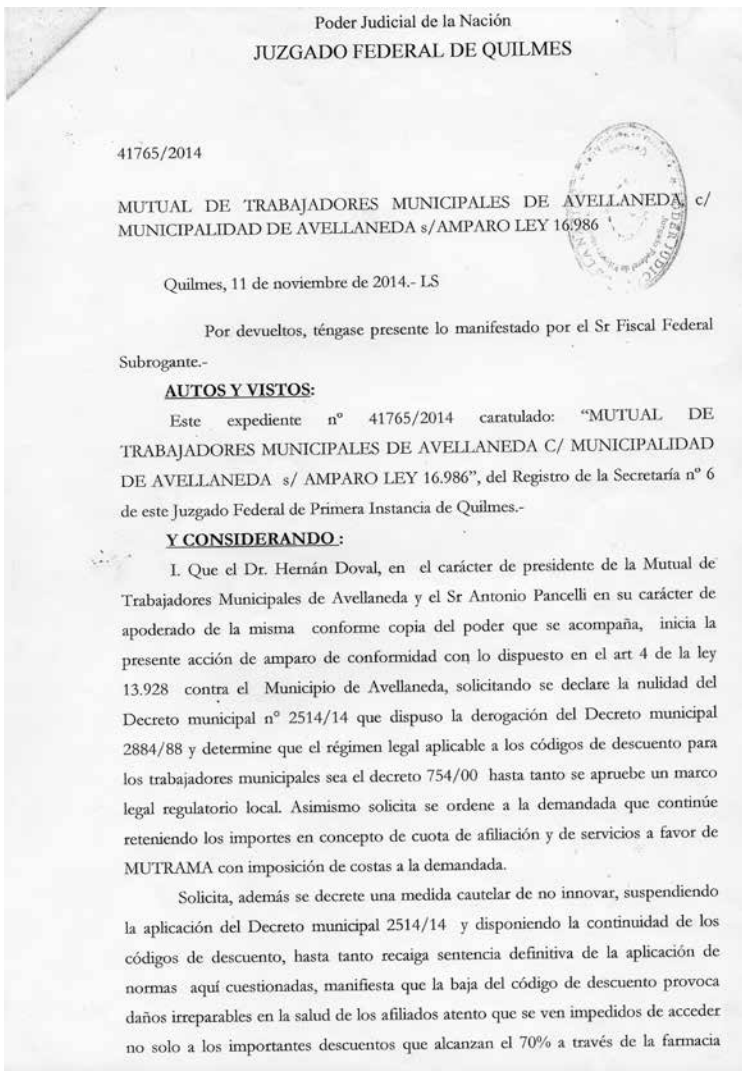 Poder Judicial de la Nación
JUZGADO FEDERAL DE QUILMES
41765/2014
MUTUAL DE TRABAJADORES MUNICIPALES DE AVELLANEDA c/
MUNICIPALIDAD DE AVELLANEDA s/AMPARO LEY 16.986
Quilmes, 11 de noviembre de 2014.- LS
Por devueltos, téngase presente lo manifestado por el Sr Fiscal Federal
Subrogante.-
AUTOS Y VISTOS:
Este expediente nº 41765/2014 caratulado: “MUTUAL DE
TRABAJADORES MUNICIPALES DE AVELLANEDA C/ MUNICIPALIDAD
DE AVELLANEDA s/ AMPARO LEY 16.986”, del Registro de la Secretaría nº 6
de este Juzgado Federal de Primera Instancia de Quilmes.-
Y CONSIDERANDO :
I. Que el Dr. Hernán Doval, en el carácter de presidente de la Mutual de
Trabajadores Municipales de Avellaneda y el Sr Antonio Pancelli en su carácter de
apoderado de la misma conforme copia del poder que se acompaña, inicia la
presente acción de amparo de conformidad con lo dispuesto en el art 4 de la ley
13.928 contra el Municipio de Avellaneda, solicitando se declare la nulidad del
Decreto municipal nº 2514/14 que dispuso la derogación del Decreto municipal
2884/88 y determine que el régimen legal aplicable a los códigos de descuento para
los trabajadores municipales sea el decreto 754/00 hasta tanto se apruebe un marco
legal regulatorio local. Asimismo solicita se ordene a la demandada que continúe
reteniendo los importes en concepto de cuota de afiliación y de servicios a favor de
MUTRAMA con imposición de costas a la demandada.
Solicita, además se decrete una medida cautelar de no innovar, suspendiendo
la aplicación del Decreto municipal 2514/14 y disponiendo la continuidad de los
códigos de descuento, hasta tanto recaiga sentencia definitiva de la aplicación de
normas aquí cuestionadas, manifiesta que la baja del código de descuento provoca
daños irreparables en la salud de los afiliados atento que se ven impedidos de acceder
no solo a los importantes descuentos que alcanzan el 70% a través de la farmacia